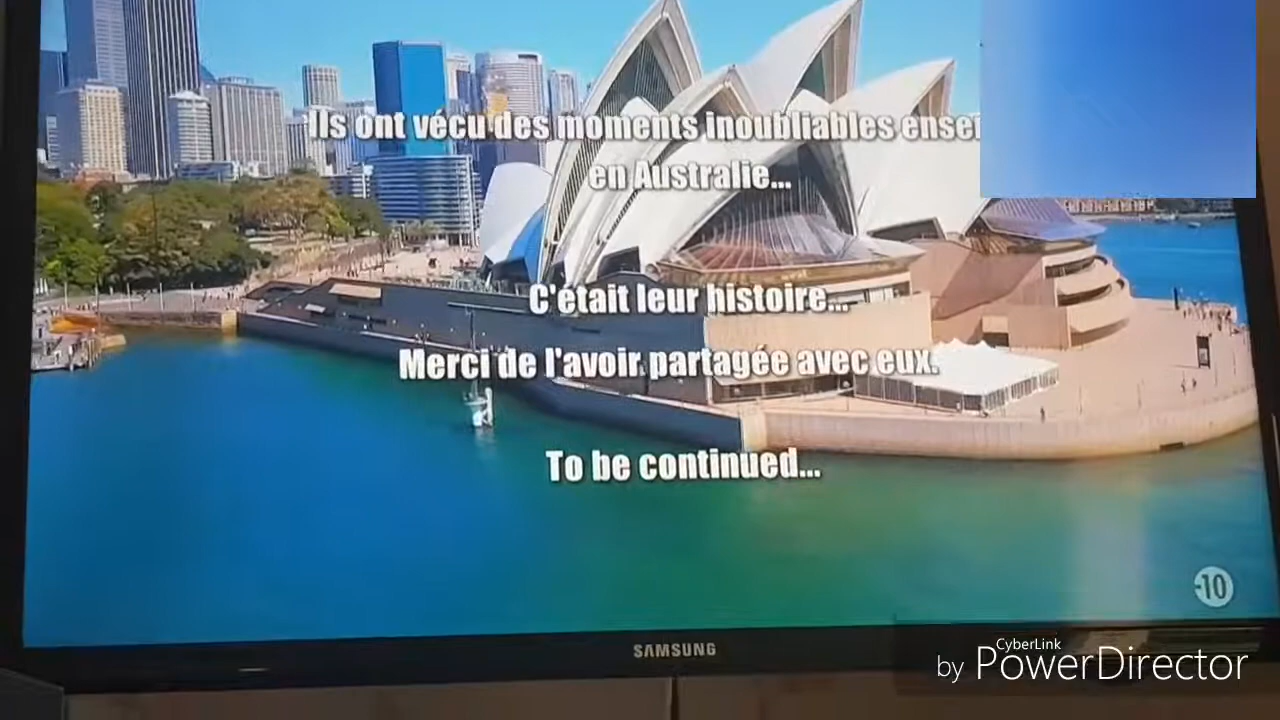 Ils ont vécu des moments inoubliables
en Australie...
C'était leur histoire...
Merci de l'avoir partagée avec eux.
To be continued...
-10
SAMSUNG
CyberLink
by PowerDirector